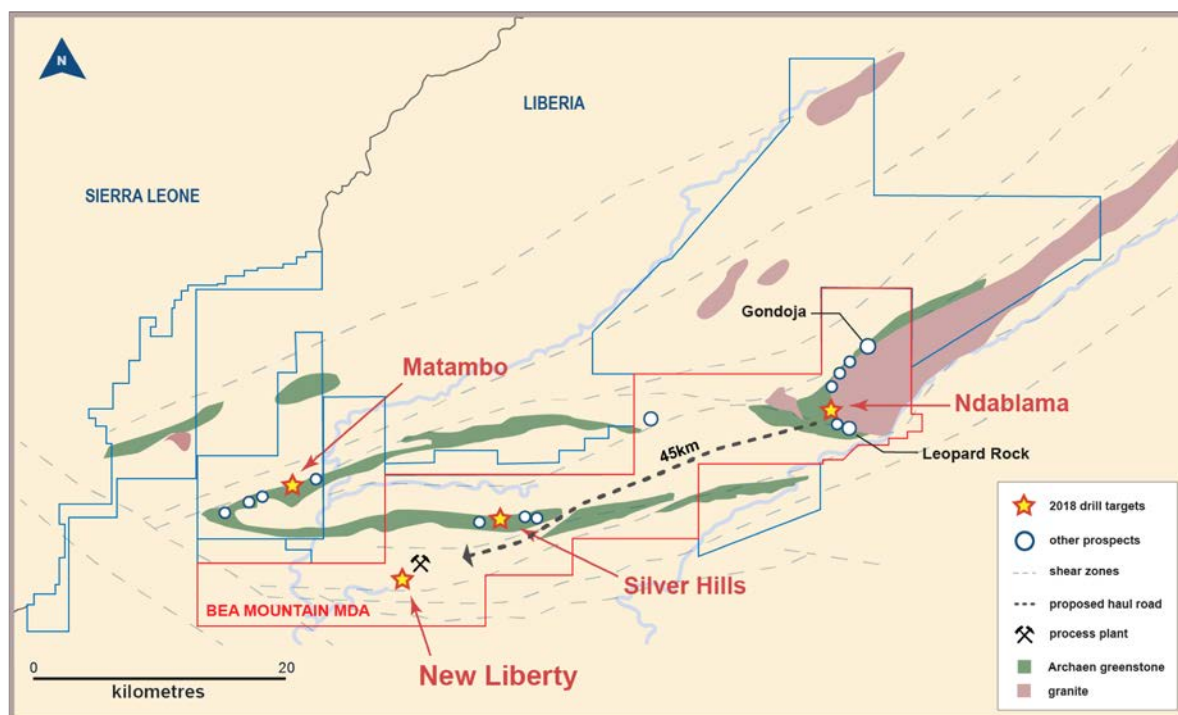 N
LIBERIA
SIERRA LEONE
Gondoja
Matambo
Ndablama
45km
Leopard Rock
Silver Hills
BEA MOUNTAIN MDA
New Liberty
0 20
kilometres
2018 drill targets
other prospects
shear zones
proposed haul road
process plant
Archaen greenstone
granite